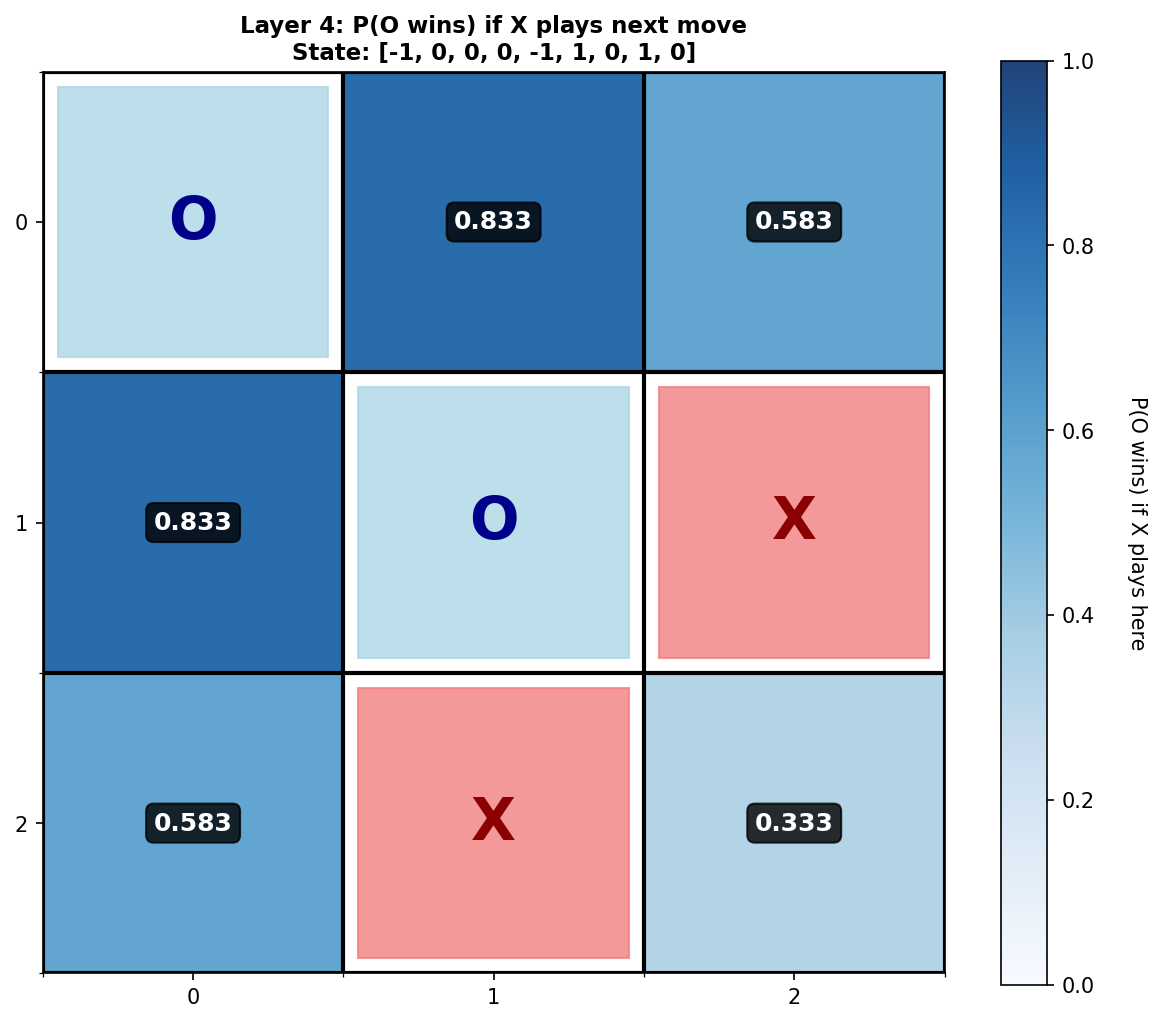 Layer 4: P(O wins) if X plays next move
State: [-1, 0, 0, 0, -1, 1, 0, 1, 0]
O 0.833 0.583
0.833 O X
0.583 X 0.333
0
1
2
0 1 2
1.0
0.8
0.6
0.4
0.2
0.0
P(O wins) if X plays here